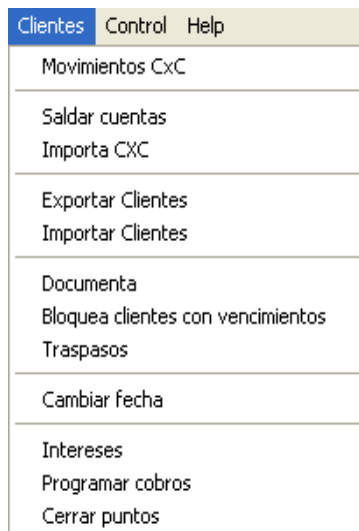 Clientes Control Help
Movimientos CxC
Saldar cuentas
Importa CXC
Exportar Clientes
Importar Clientes
Documenta
Bloquea clientes con vencimientos
Traspasos
Cambiar fecha
Intereses
Programar cobros
Cerrar puntos